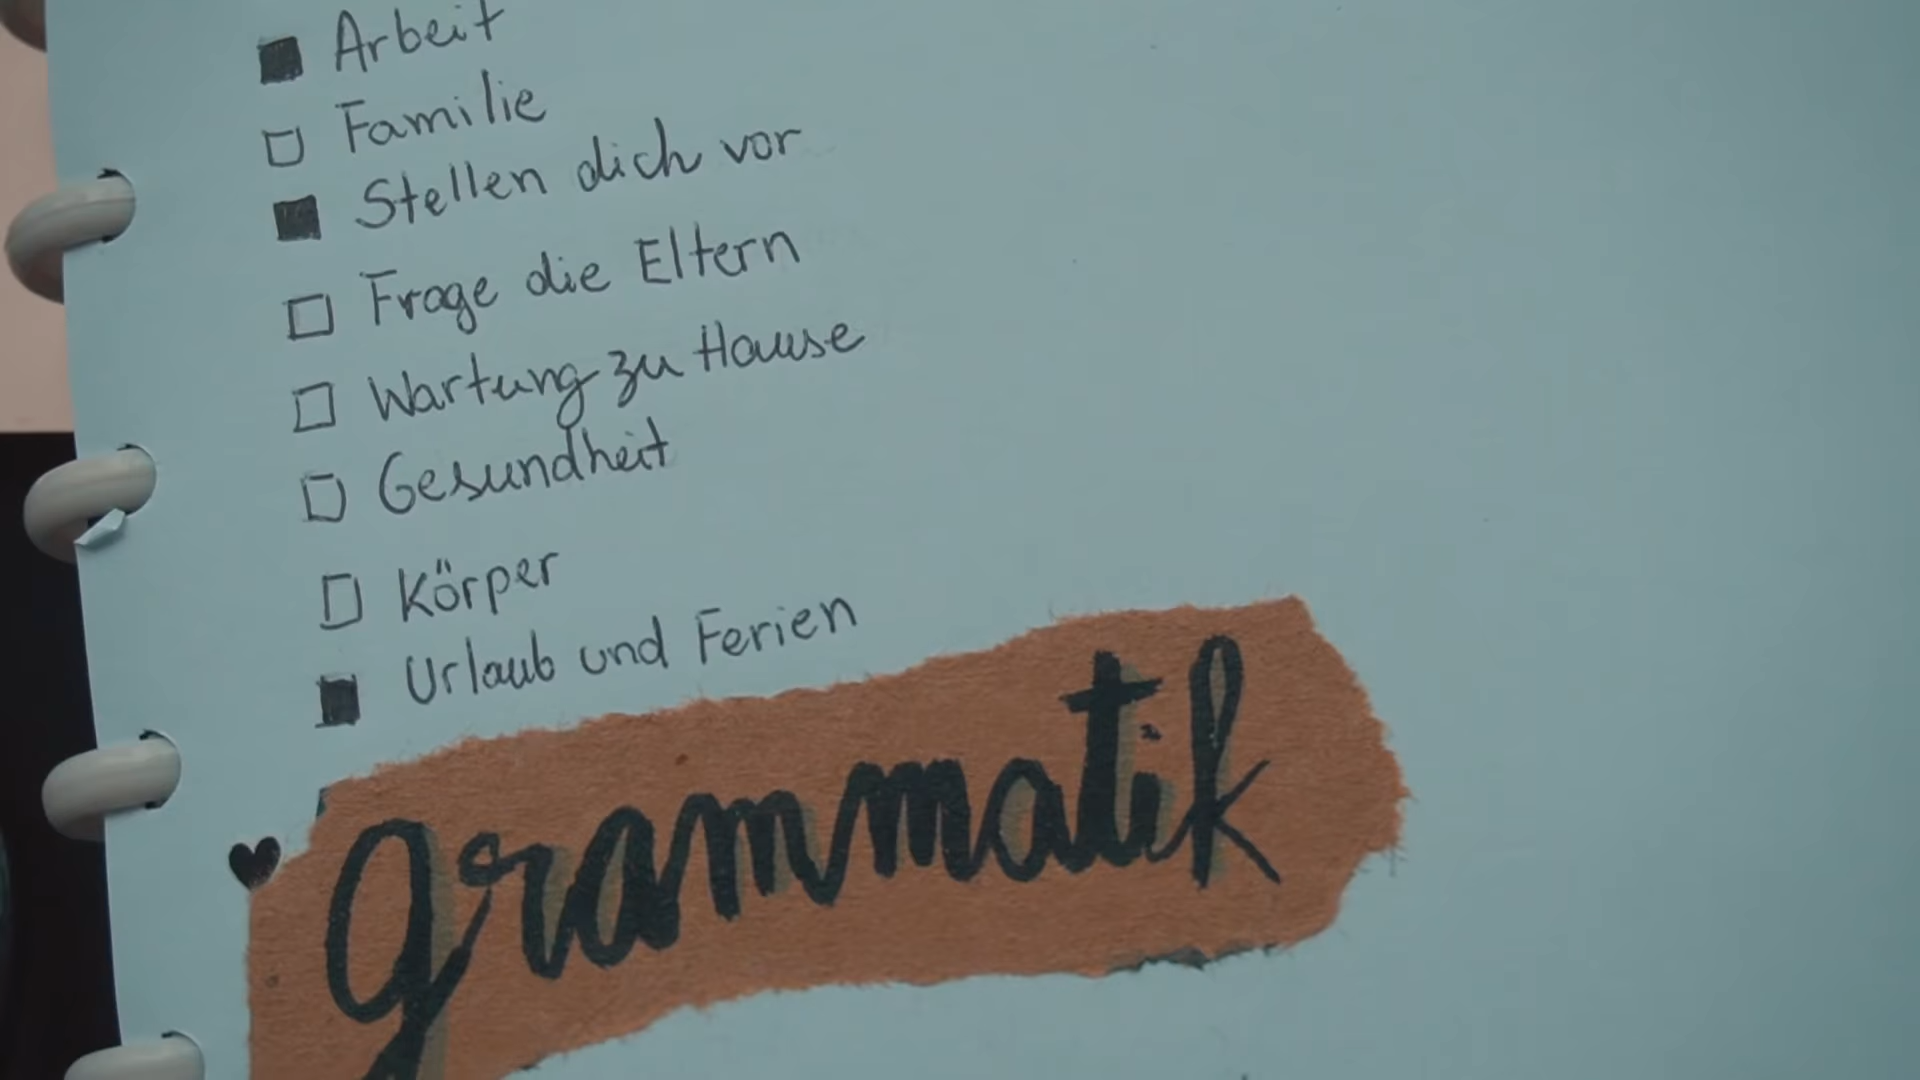 Arbeit
Familie
Stellen dich vor
Frage die Eltern
Wartung zu Hause
Gesundheit
Körper
Urlaub und Ferien
grammatik